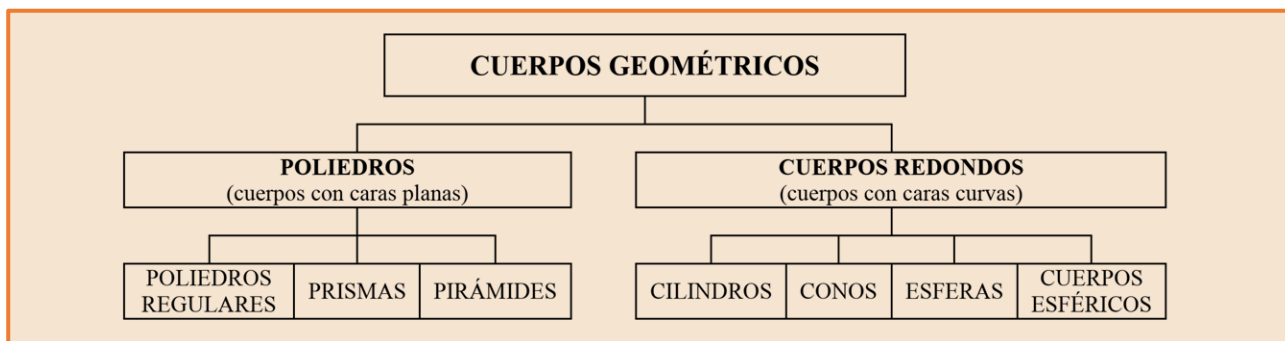 CUERPOS GEOMÉTRICOS
POLIEDROS
(cuerpos con caras planas)
CUERPOS REDONDOS
(cuerpos con caras curvas)
POLIEDROS
REGULARES
PRISMAS
PIRÁMIDES
CILINDROS
CONOS
ESFERAS
CUERPOS
ESFÉRICOS